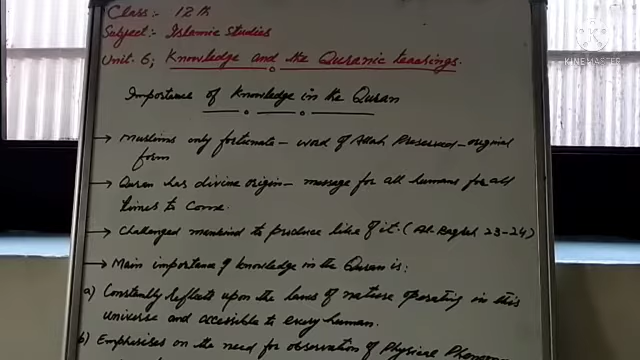 Class:- 12th
Subject:- Islamic Studies
Unit. 6; Knowledge and the Quranic teachings.
Importance of Knowledge in the Quran
→ Muslims only fortunate - word of Allah Preserved - original
form
→ Quran has divine origin - message for all humans for all
times to come.
→ Challenged mankind to produce like of it. (Al-Baqrah 23-24)
→ Main importance of knowledge in the Quran is:
a) Constantly reflects upon the laws of nature operating in this
universe and accessible to every human.
b) Emphasises on the need for observation of Physical Phenom-
KINEMASTER